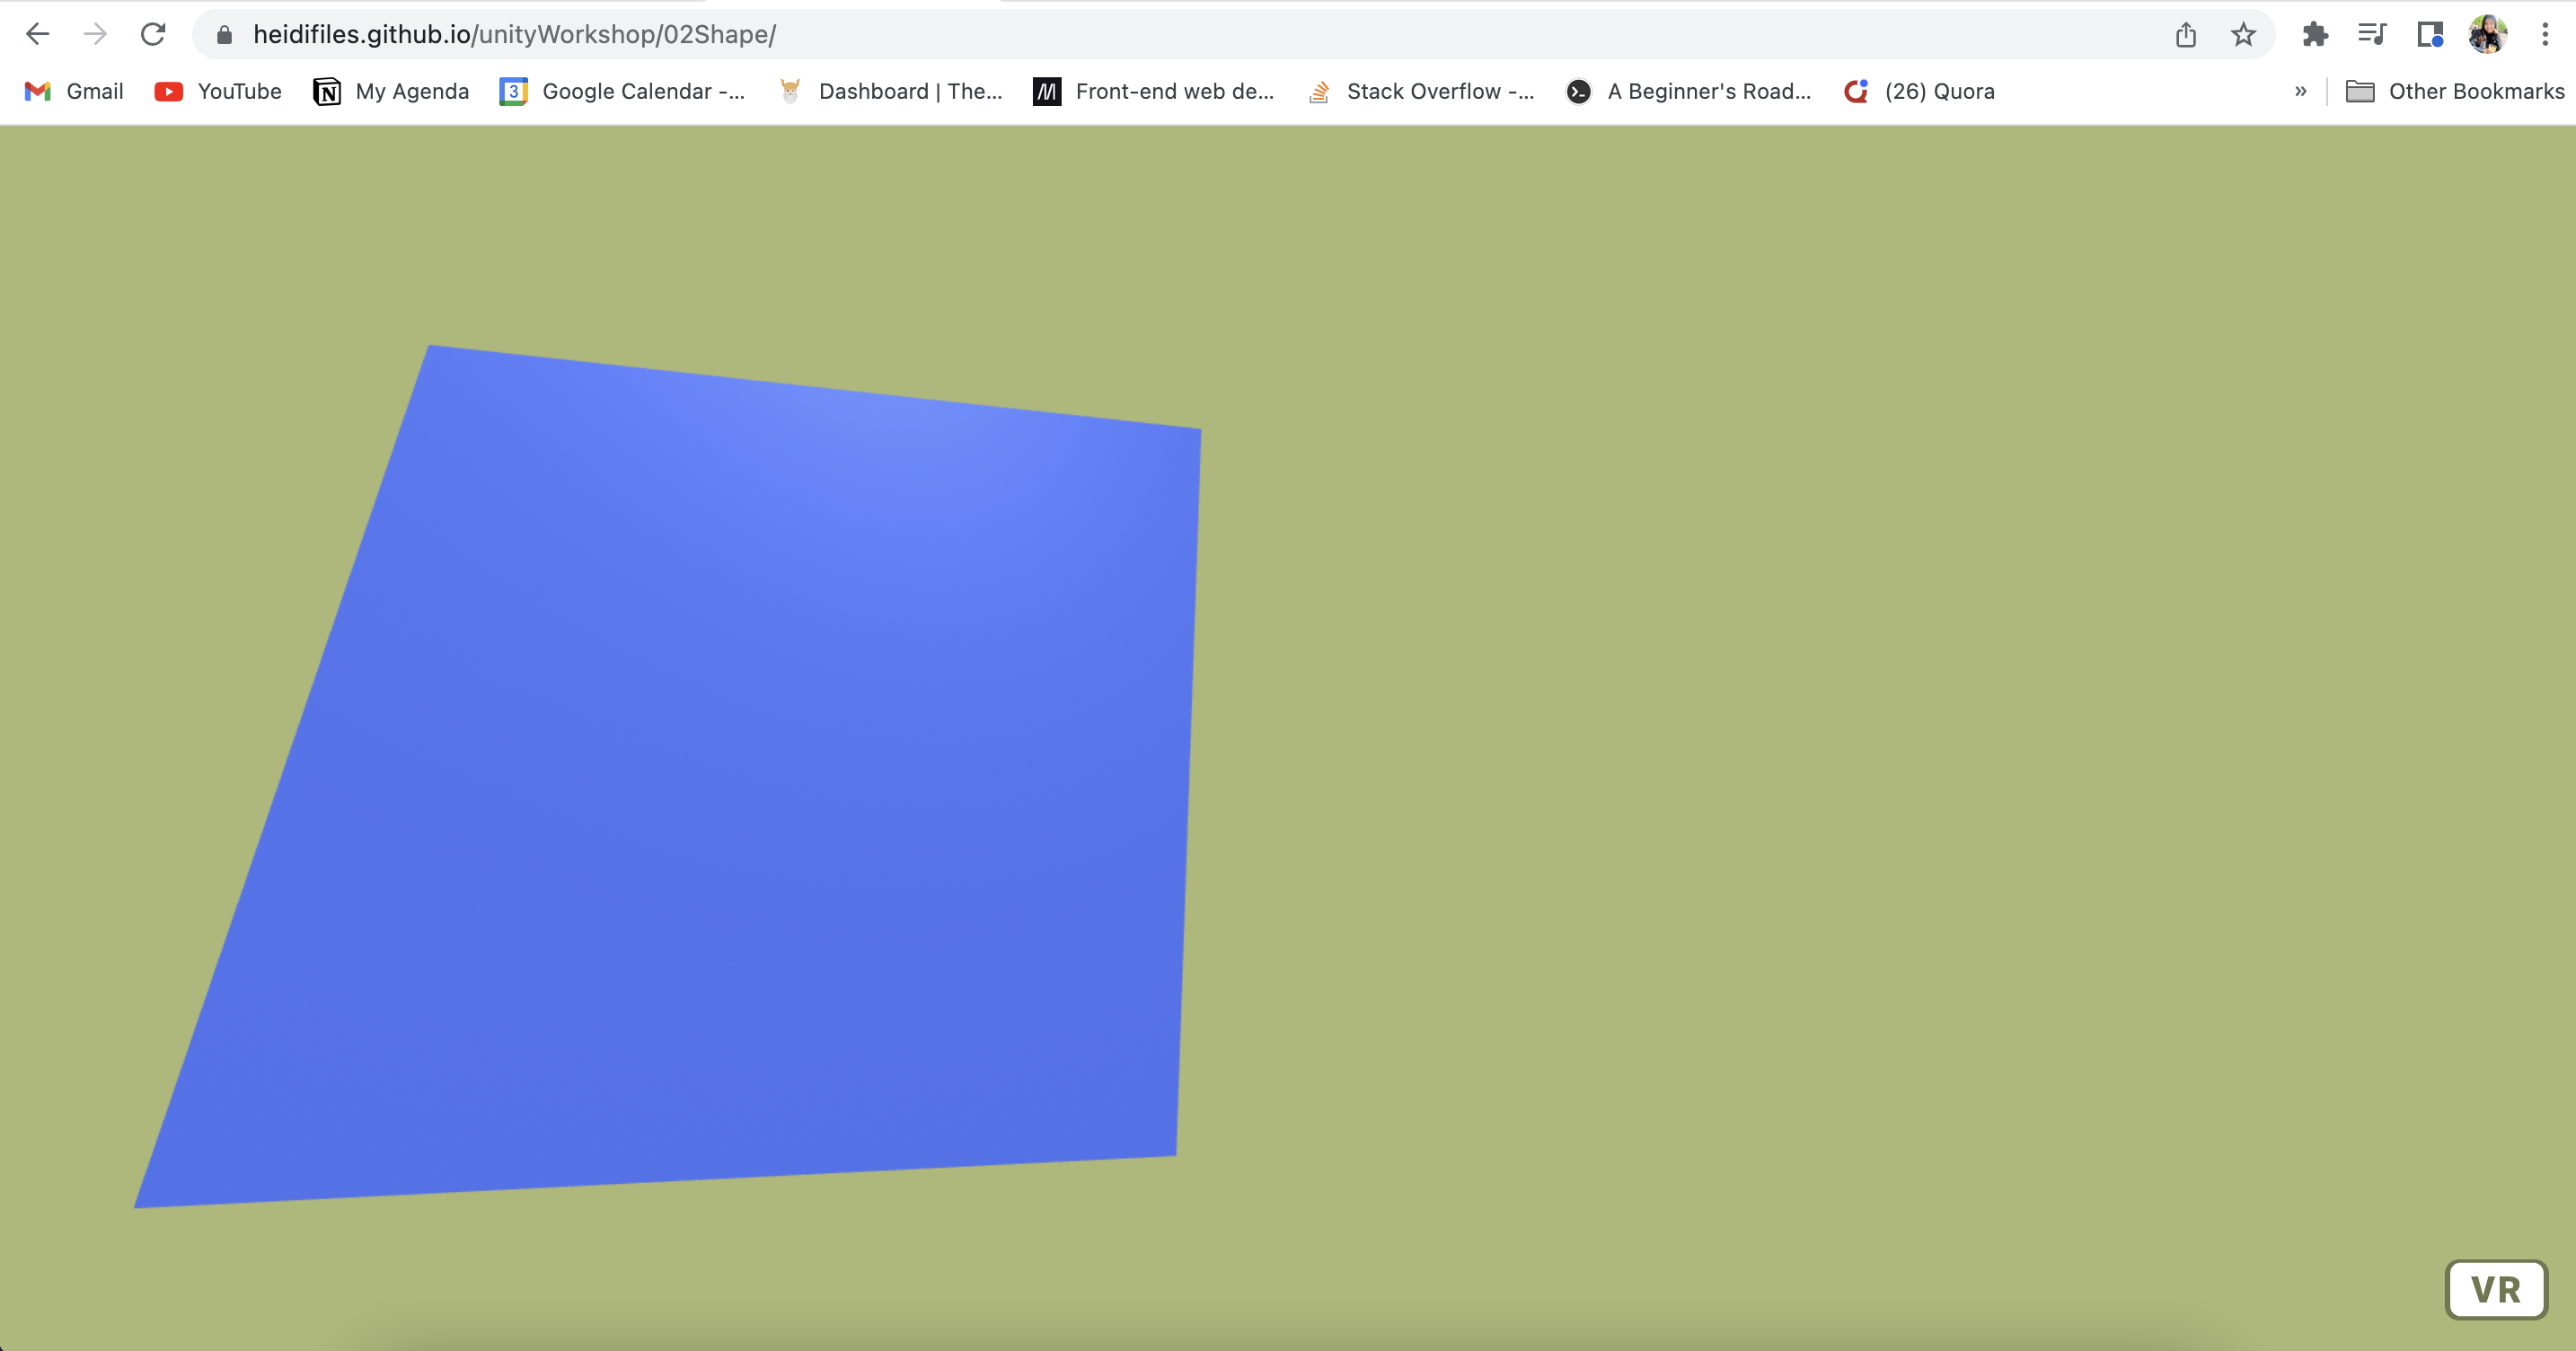 heidifiles.github.io/unityWorkshop/02Shape/
Gmail YouTube My Agenda 3 Google Calendar -... Dashboard | The... Front-end web de... Stack Overflow -... A Beginner's Road... (26) Quora » Other Bookmarks
VR